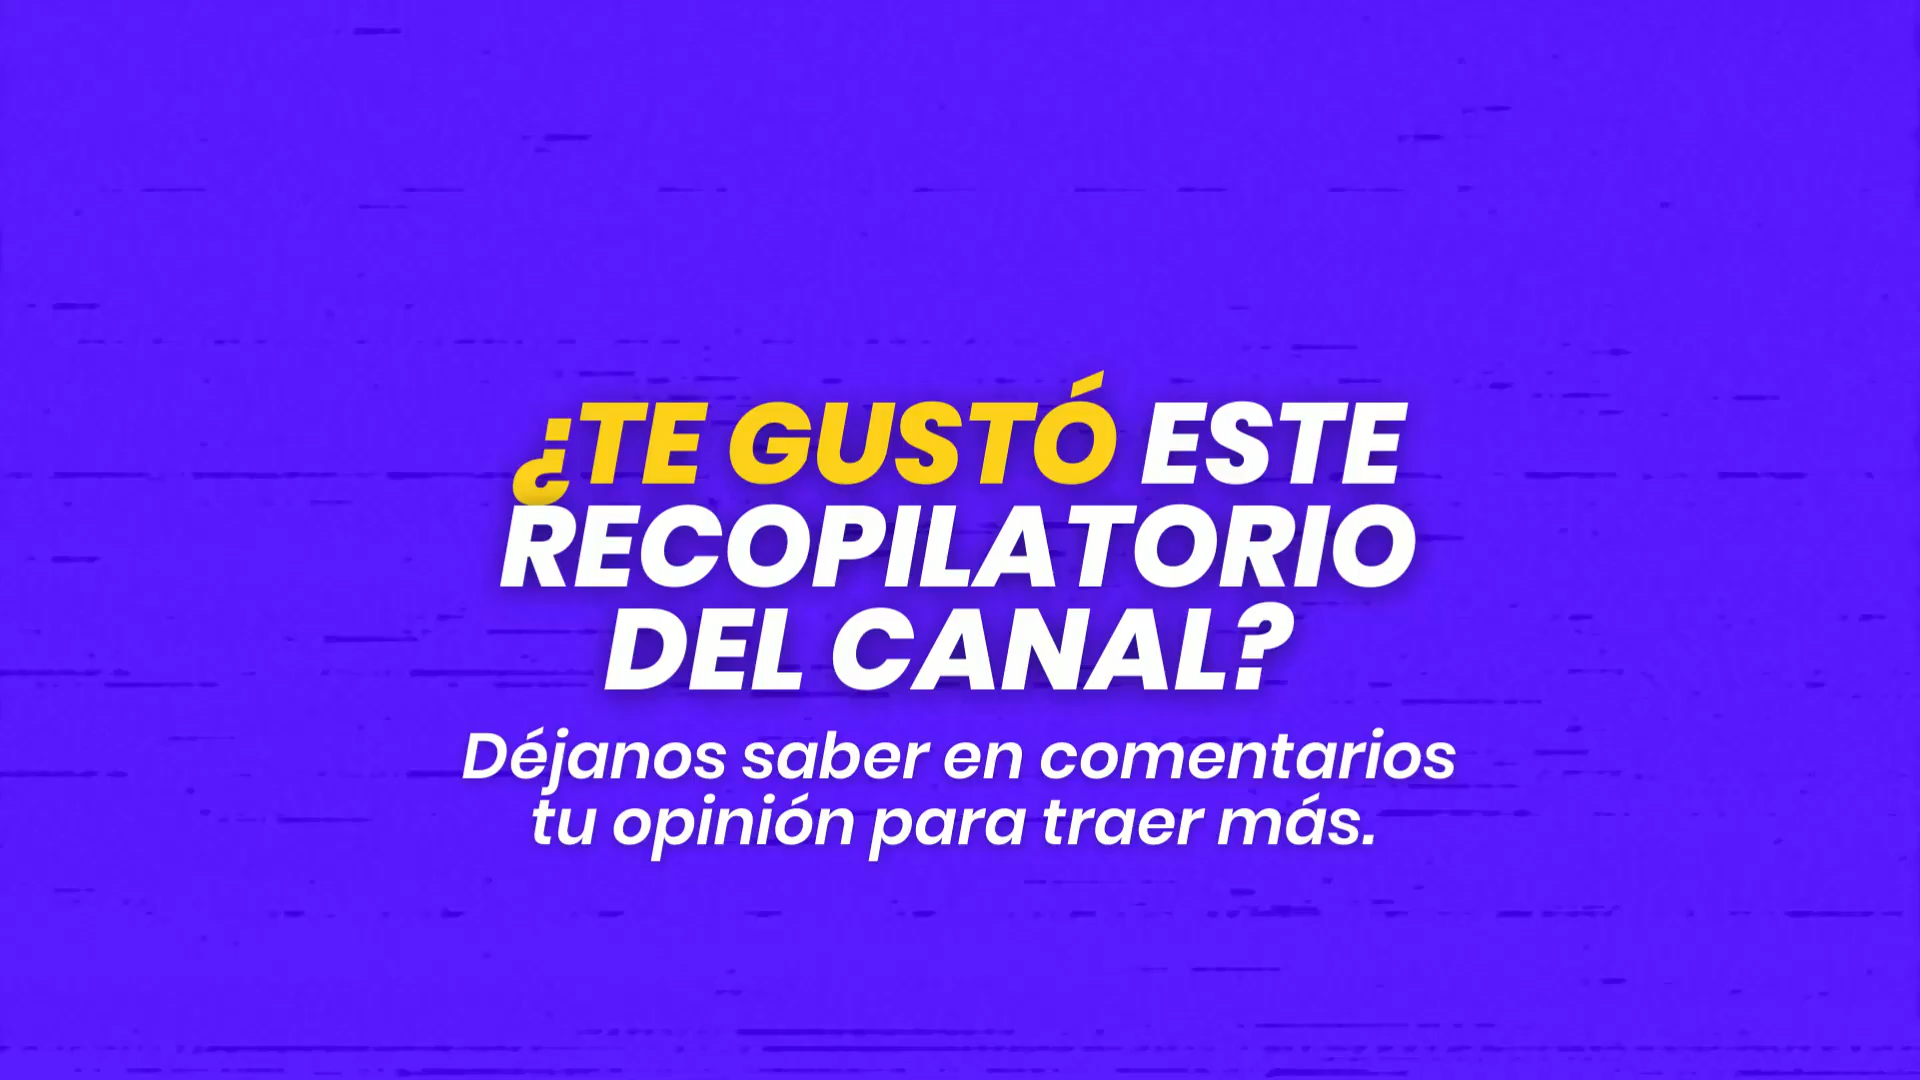 ¿TE GUSTÓ ESTE
RECOPILATORIO
DEL CANAL?
Déjanos saber en comentarios
tu opinión para traer más.